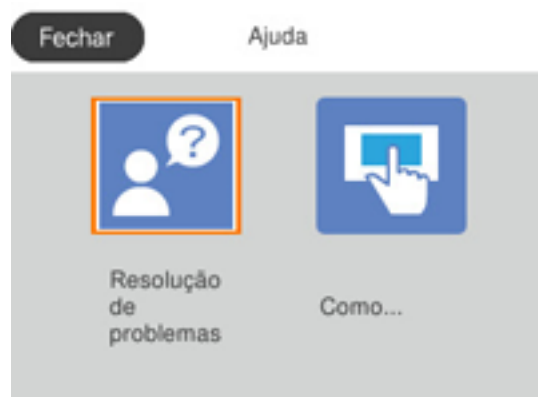 Fechar
Ajuda
?
Resolução
de
problemas
Como...